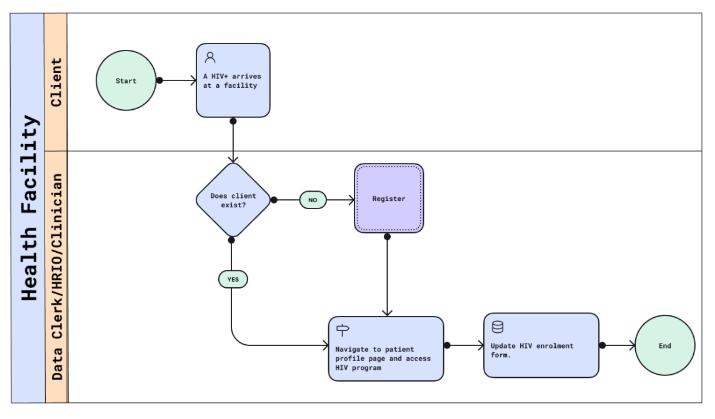 Health Facility
Client
Data Clerk/HRIO/Clinician
Start
A HIV+ arrives
at a facility
Does client
exist?
NO
Register
YES
Navigate to patient
profile page and access
HIV program
Update HIV enrolment
form.
End